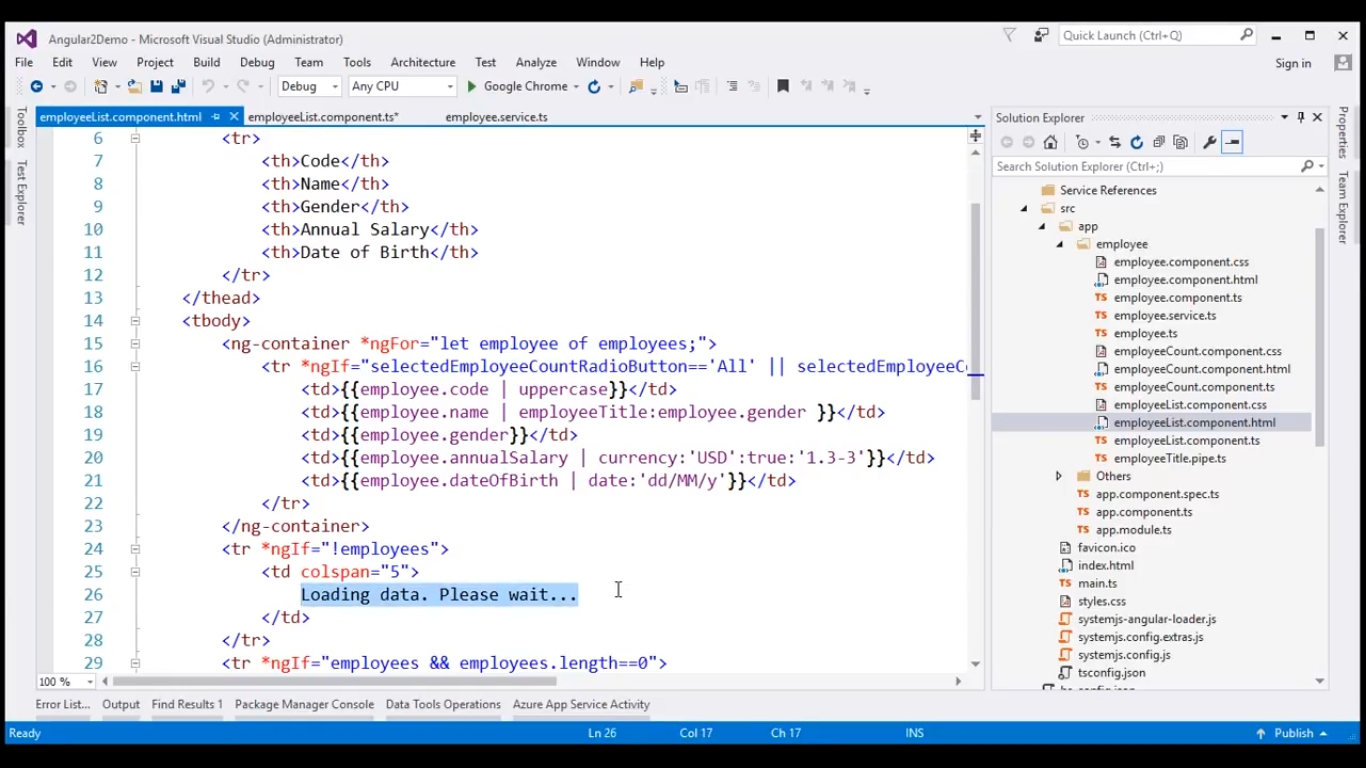 Angular2Demo - Microsoft Visual Studio (Administrator)
Quick Launch (Ctrl+Q)
File Edit View Project Build Debug Team Tools Architecture Test Analyze Window Help
Sign in
Debug Any CPU Google Chrome
Toolbox
Test Explorer
employeeList.component.html employeeList.component.ts* employee.service.ts
6 <tr>
7 <th>Code</th>
8 <th>Name</th>
9 <th>Gender</th>
10 <th>Annual Salary</th>
11 <th>Date of Birth</th>
12 </tr>
13 </thead>
14 <tbody>
15 <ng-container *ngFor="let employee of employees;">
16 <tr *ngIf="selectedEmployeeCountRadioButton=='All' || selectedEmployeeC
17 <td>{{employee.code | uppercase}}</td>
18 <td>{{employee.name | employeeTitle:employee.gender }}</td>
19 <td>{{employee.gender}}</td>
20 <td>{{employee.annualSalary | currency:'USD':true:'1.3-3'}}</td>
21 <td>{{employee.dateOfBirth | date:'dd/MM/y'}}</td>
22 </tr>
23 </ng-container>
24 <tr *ngIf="!employees">
25 <td colspan="5">
26 Loading data. Please wait...
27 </td>
28 </tr>
29 <tr *ngIf="employees && employees.length==0">
100 %
Solution Explorer
Search Solution Explorer (Ctrl+;)
Service References
src
app
employee
employee.component.css
employee.component.html
TS employee.component.ts
TS employee.service.ts
TS employee.ts
employeeCount.component.css
employeeCount.component.html
TS employeeCount.component.ts
employeeList.component.css
employeeList.component.html
TS employeeList.component.ts
TS employeeTitle.pipe.ts
Others
TS app.component.spec.ts
TS app.component.ts
TS app.module.ts
favicon.ico
index.html
TS main.ts
styles.css
systemjs-angular-loader.js
systemjs.config.extras.js
systemjs.config.js
tsconfig.json
Properties
Team Explorer
Error List... Output Find Results 1 Package Manager Console Data Tools Operations Azure App Service Activity
Ready Ln 26 Col 17 Ch 17 INS Publish